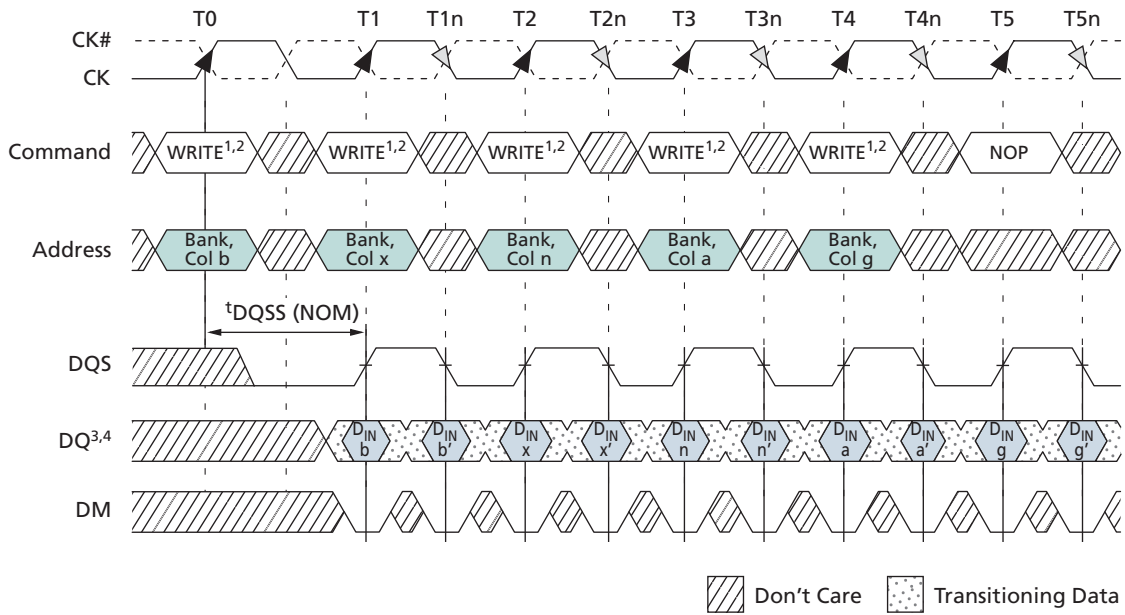 T0 T1 T1n T2 T2n T3 T3n T4 T4n T5 T5n
CK#
CK
Command WRITE1,2 WRITE1,2 WRITE1,2 WRITE1,2 WRITE1,2 NOP
Address Bank, Col b Bank, Col x Bank, Col n Bank, Col a Bank, Col g
tDQSS (NOM)
DQS
DQ3,4 DIN b DIN b' DIN x DIN x' DIN n DIN n' DIN a DIN a' DIN g DIN g'
DM
Don't Care Transitioning Data